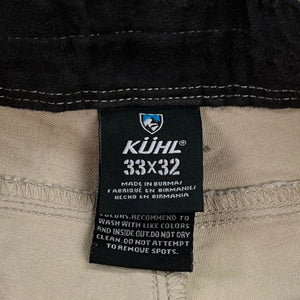 KÜHL
33x32
MADE IN BURMA
FABRIQUÉ EN BIRMANIE
HECHO EN BIRMANIA
COLORS. RECOMMEND TO
WASH WITH LIKE COLORS
AND INSIDE OUT. DO NOT DRY
CLEAN. DO NOT ATTEMPT
TO REMOVE SPOTS.